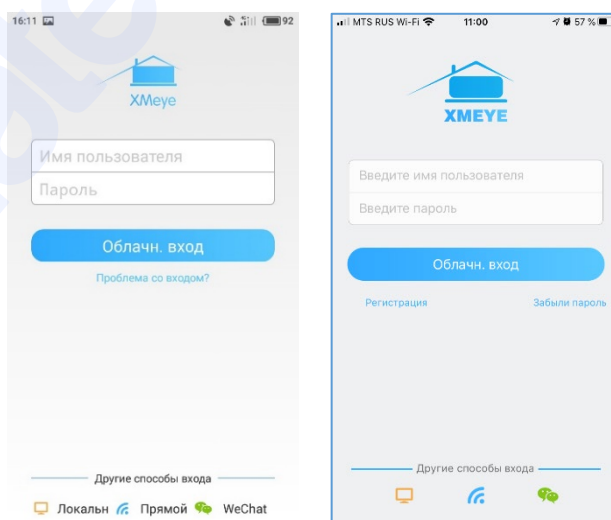 16:11 92
XMeye
Имя пользователя
Пароль
Облачн. вход
Проблема со входом?
Другие способы входа
Локальн Прямой WeChat
MTS RUS Wi-Fi 11:00 57 %
XMEYE
Введите имя пользователя
Введите пароль
Облачн. вход
Регистрация Забыли пароль
Другие способы входа